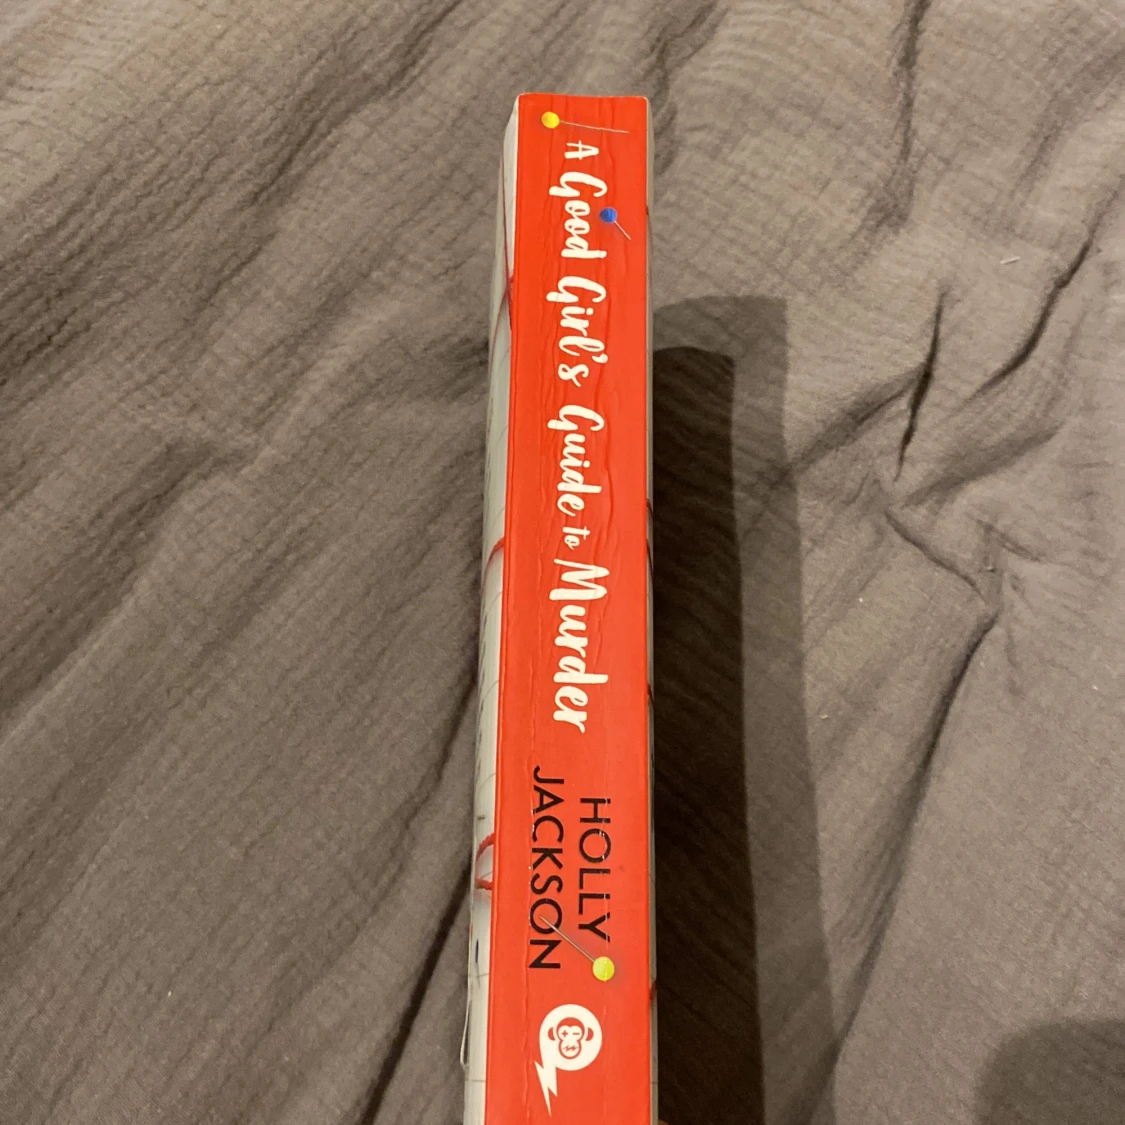 A Good Girl's Guide to Murder
HOLLY
JACKSON